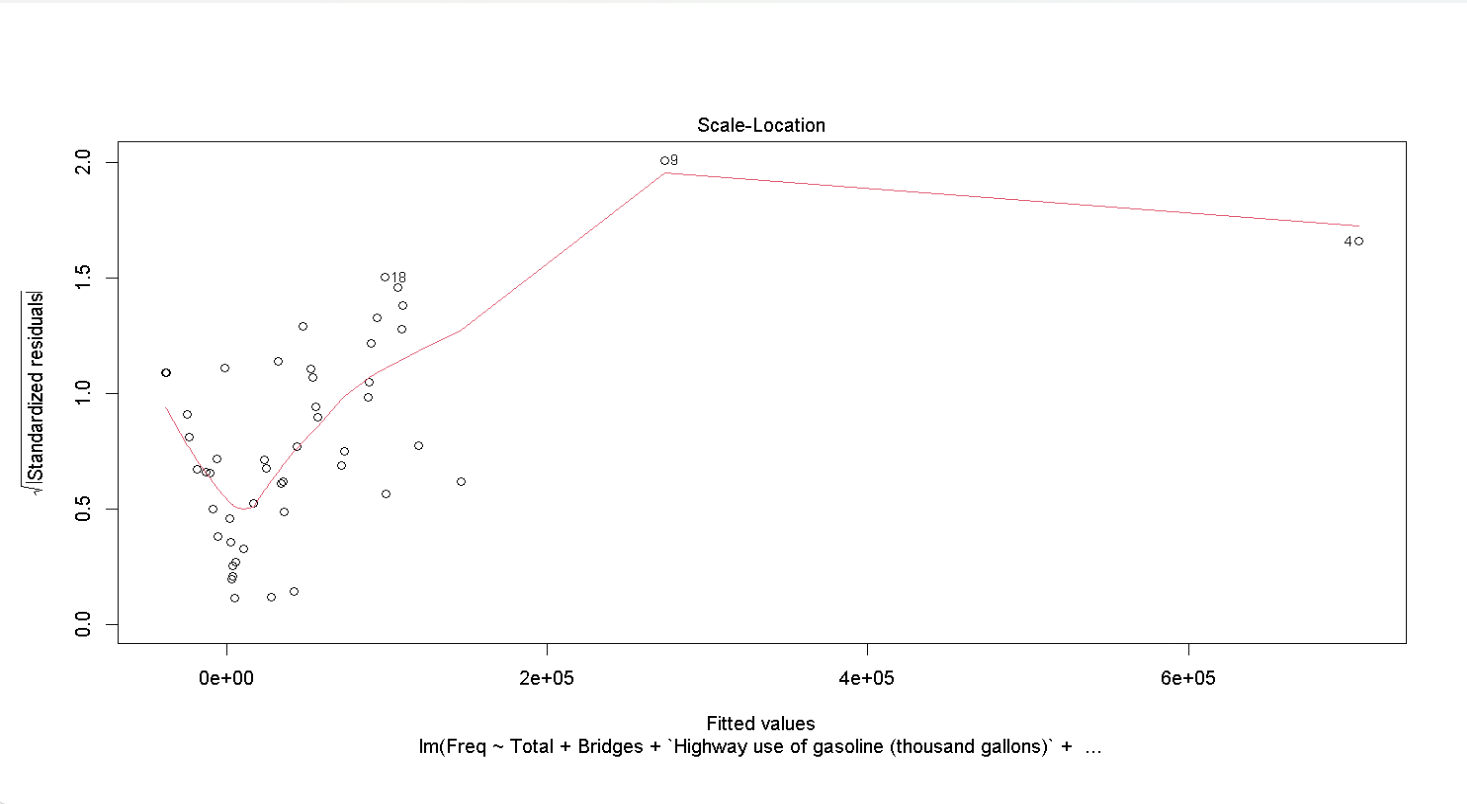 Scale-Location
√|Standardized residuals|
2.0
1.5
1.0
0.5
0.0
9
4
18
0e+00 2e+05 4e+05 6e+05
Fitted values
lm(Freq ~ Total + Bridges + `Highway use of gasoline (thousand gallons)` + ...